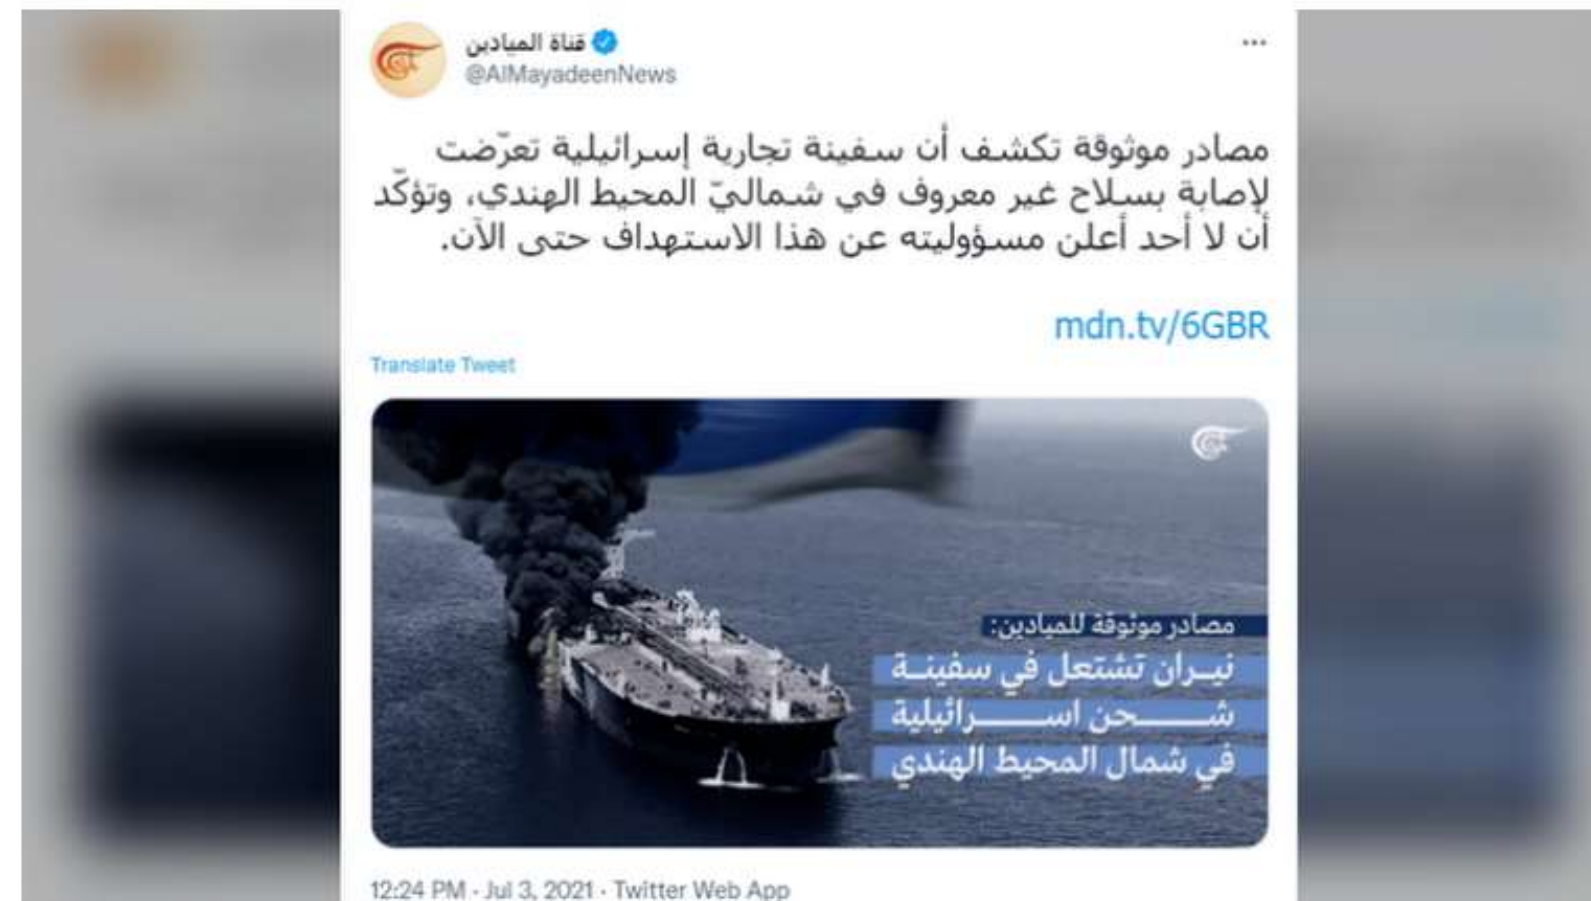 قناة الميادين
@AlMayadeenNews
مصادر موثوقة تكشف أن سفينة تجارية إسرائيلية تعرّضت
لإصابة بسلاح غير معروف في شماليّ المحيط الهندي، وتؤكّد
أن لا أحد أعلن مسؤوليته عن هذا الاستهداف حتى الآن.
mdn.tv/6GBR
Translate Tweet
مصادر موثوقة للميادين:
نيـران تشتعل في سفينـة
شـــــحن اســـــرائيلية
في شمال المحيط الهندي
12:24 PM · Jul 3, 2021 · Twitter Web App